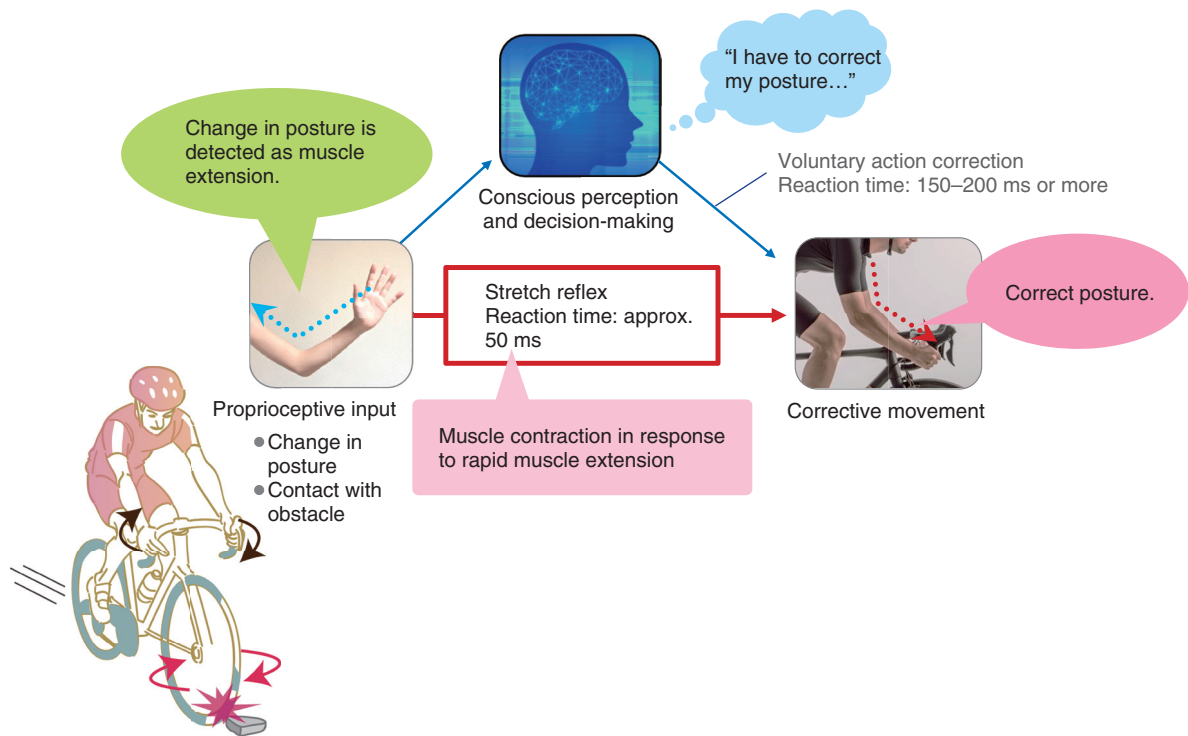 “I have to correct
my posture…”
Change in posture is
detected as muscle
extension.
Voluntary action correction
Reaction time: 150–200 ms or more
Conscious perception
and decision-making
Stretch reflex
Reaction time: approx.
50 ms
Correct posture.
Proprioceptive input
●Change in
posture
●Contact with
obstacle
Muscle contraction in response
to rapid muscle extension
Corrective movement